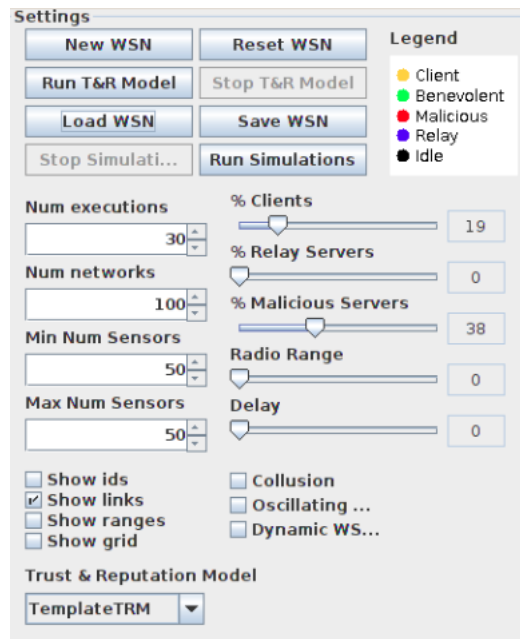 Settings
New WSN
Reset WSN
Run T&R Model
Stop T&R Model
Load WSN
Save WSN
Stop Simulati...
Run Simulations
Legend
Client
Benevolent
Malicious
Relay
Idle
Num executions
30
Num networks
100
Min Num Sensors
50
Max Num Sensors
50
% Clients
19
% Relay Servers
0
% Malicious Servers
38
Radio Range
0
Delay
0
Show ids
Show links
Show ranges
Show grid
Collusion
Oscillating ...
Dynamic WS...
Trust & Reputation Model
TemplateTRM